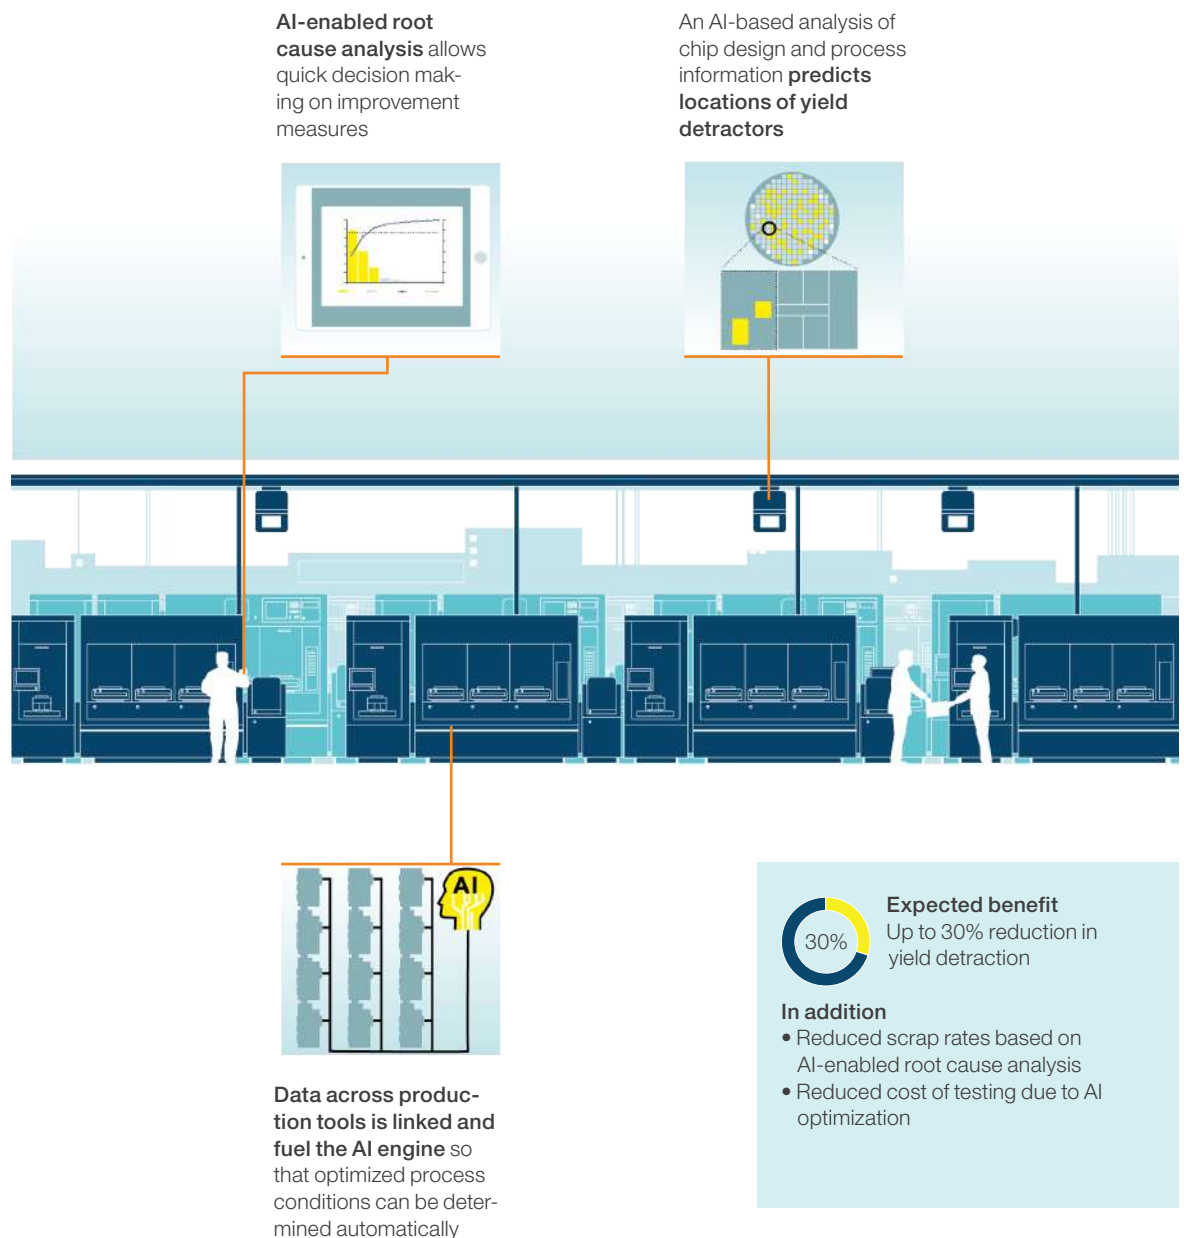 AI-enabled root
cause analysis allows
quick decision mak-
ing on improvement
measures
An AI-based analysis of
chip design and process
information predicts
locations of yield
detractors
AI
Data across produc-
tion tools is linked and
fuel the AI engine so
that optimized process
conditions can be deter-
mined automatically
30%
Expected benefit
Up to 30% reduction in
yield detraction
In addition
• Reduced scrap rates based on
AI-enabled root cause analysis
• Reduced cost of testing due to AI
optimization